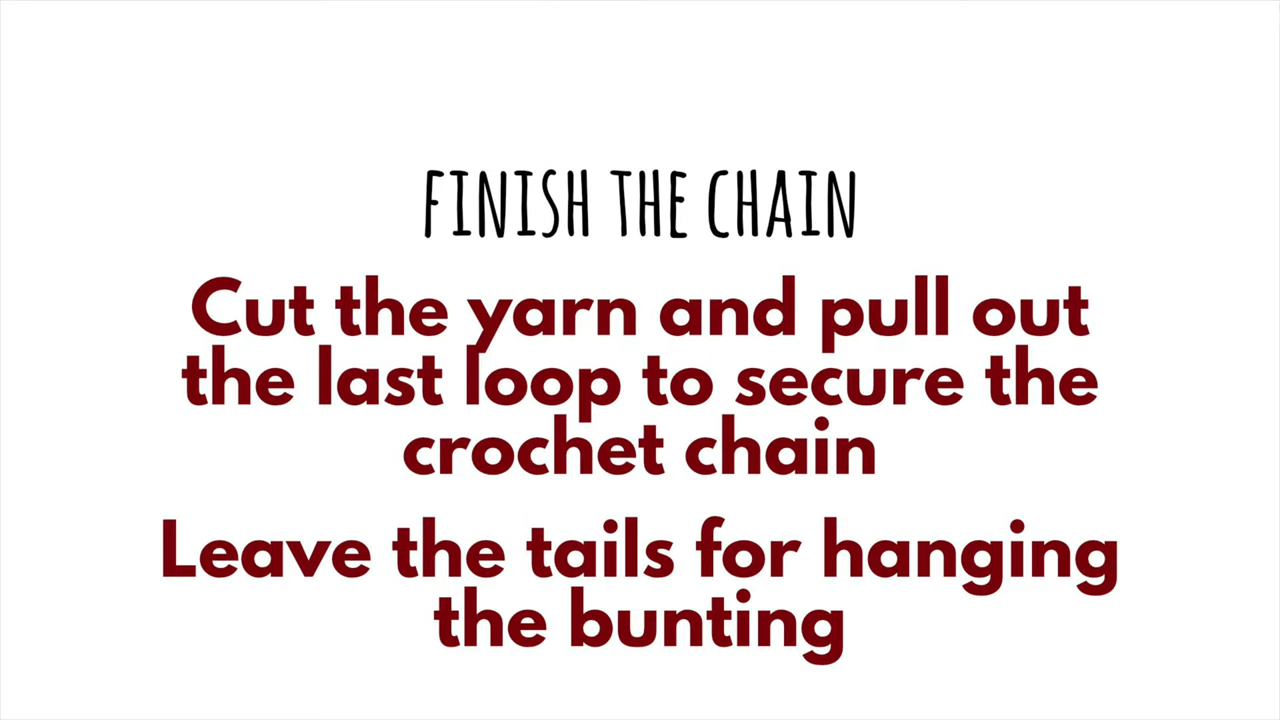 FINISH THE CHAIN
Cut the yarn and pull out
the last loop to secure the
crochet chain
Leave the tails for hanging
the bunting